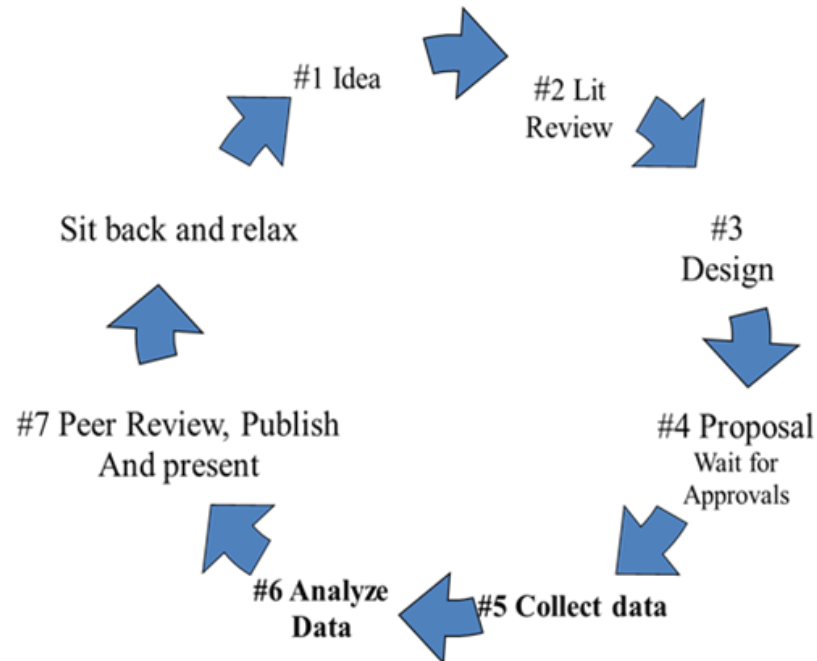 #1 Idea
#2 Lit
Review
#3
Design
#4 Proposal
Wait for
Approvals
#5 Collect data
#6 Analyze
Data
#7 Peer Review, Publish
And present
Sit back and relax